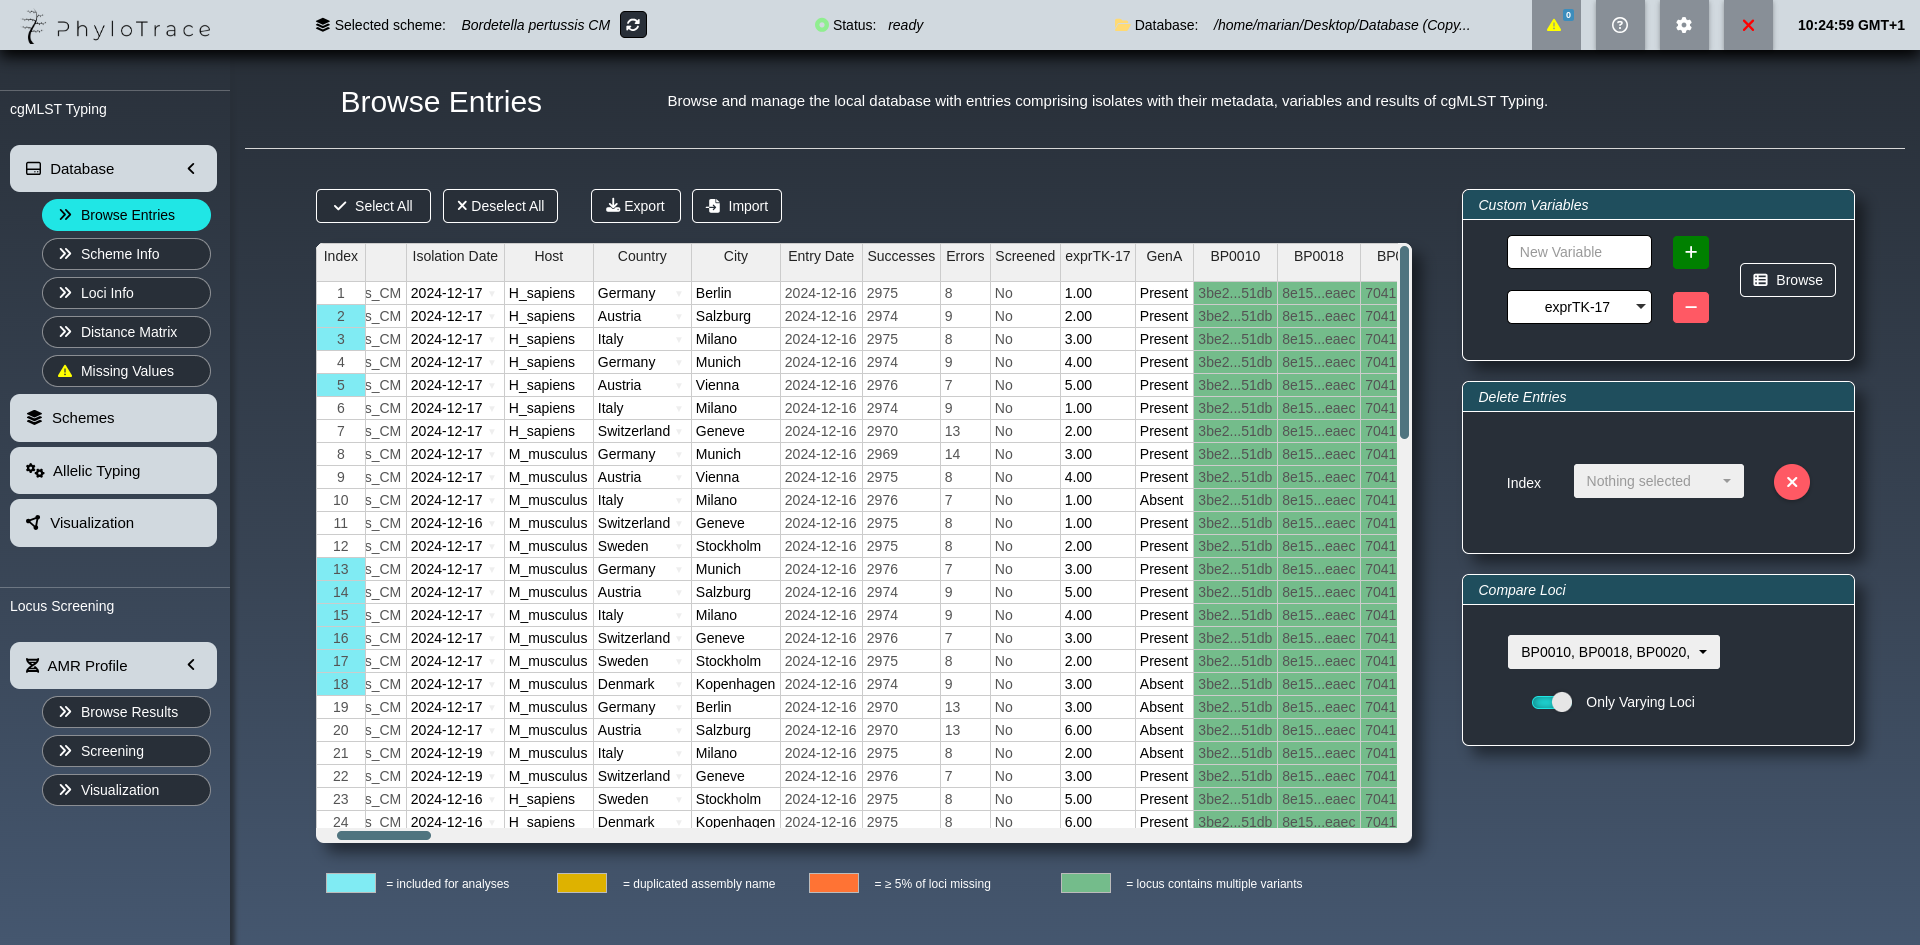 PhyloTrace
Selected scheme: Bordetella pertussis CM
Status: ready
Database: /home/marian/Desktop/Database (Copy...
0
10:24:59 GMT+1
cgMLST Typing
Database
Browse Entries
Scheme Info
Loci Info
Distance Matrix
Missing Values
Schemes
Allelic Typing
Visualization
Locus Screening
AMR Profile
Browse Results
Screening
Visualization
Browse Entries
Browse and manage the local database with entries comprising isolates with their metadata, variables and results of cgMLST Typing.
Select All Deselect All Export Import
Index Isolation Date Host Country City Entry Date Successes Errors Screened exprTK-17 GenA BP0010 BP0018 BP0
1 s_CM 2024-12-17 H_sapiens Germany Berlin 2024-12-16 2975 8 No 1.00 Present 3be2...51db 8e15...eaec 7041
2 s_CM 2024-12-17 H_sapiens Austria Salzburg 2024-12-16 2974 9 No 2.00 Present 3be2...51db 8e15...eaec 7041
3 s_CM 2024-12-17 H_sapiens Italy Milano 2024-12-16 2975 8 No 3.00 Present 3be2...51db 8e15...eaec 7041
4 s_CM 2024-12-17 H_sapiens Germany Munich 2024-12-16 2974 9 No 4.00 Present 3be2...51db 8e15...eaec 7041
5 s_CM 2024-12-17 H_sapiens Austria Vienna 2024-12-16 2976 7 No 5.00 Present 3be2...51db 8e15...eaec 7041
6 s_CM 2024-12-17 H_sapiens Italy Milano 2024-12-16 2974 9 No 1.00 Present 3be2...51db 8e15...eaec 7041
7 s_CM 2024-12-17 H_sapiens Switzerland Geneve 2024-12-16 2970 13 No 2.00 Present 3be2...51db 8e15...eaec 7041
8 s_CM 2024-12-17 M_musculus Germany Munich 2024-12-16 2969 14 No 3.00 Present 3be2...51db 8e15...eaec 7041
9 s_CM 2024-12-17 M_musculus Austria Vienna 2024-12-16 2975 8 No 4.00 Present 3be2...51db 8e15...eaec 7041
10 s_CM 2024-12-17 M_musculus Italy Milano 2024-12-16 2976 7 No 1.00 Absent 3be2...51db 8e15...eaec 7041
11 s_CM 2024-12-16 M_musculus Switzerland Geneve 2024-12-16 2975 8 No 1.00 Present 3be2...51db 8e15...eaec 7041
12 s_CM 2024-12-17 M_musculus Sweden Stockholm 2024-12-16 2975 8 No 2.00 Present 3be2...51db 8e15...eaec 7041
13 s_CM 2024-12-17 M_musculus Germany Munich 2024-12-16 2976 7 No 3.00 Present 3be2...51db 8e15...eaec 7041
14 s_CM 2024-12-17 M_musculus Austria Salzburg 2024-12-16 2974 9 No 5.00 Present 3be2...51db 8e15...eaec 7041
15 s_CM 2024-12-17 M_musculus Italy Milano 2024-12-16 2974 9 No 4.00 Present 3be2...51db 8e15...eaec 7041
16 s_CM 2024-12-17 M_musculus Switzerland Geneve 2024-12-16 2976 7 No 3.00 Present 3be2...51db 8e15...eaec 7041
17 s_CM 2024-12-17 M_musculus Sweden Stockholm 2024-12-16 2975 8 No 2.00 Present 3be2...51db 8e15...eaec 7041
18 s_CM 2024-12-17 M_musculus Denmark Kopenhagen 2024-12-16 2974 9 No 3.00 Absent 3be2...51db 8e15...eaec 7041
19 s_CM 2024-12-17 M_musculus Germany Berlin 2024-12-16 2970 13 No 3.00 Absent 3be2...51db 8e15...eaec 7041
20 s_CM 2024-12-17 M_musculus Austria Salzburg 2024-12-16 2970 13 No 6.00 Absent 3be2...51db 8e15...eaec 7041
21 s_CM 2024-12-19 M_musculus Italy Milano 2024-12-16 2975 8 No 2.00 Absent 3be2...51db 8e15...eaec 7041
22 s_CM 2024-12-19 M_musculus Switzerland Geneve 2024-12-16 2976 7 No 3.00 Present 3be2...51db 8e15...eaec 7041
23 s_CM 2024-12-16 H_sapiens Sweden Stockholm 2024-12-16 2975 8 No 5.00 Present 3be2...51db 8e15...eaec 7041
24 s_CM 2024-12-16 H_sapiens Denmark Kopenhagen 2024-12-16 2975 8 No 6.00 Present 3be2...51db 8e15...eaec 7041
= included for analyses
= duplicated assembly name
= ≥ 5% of loci missing
= locus contains multiple variants
Custom Variables
New Variable
Browse
exprTK-17
Delete Entries
Index Nothing selected
Compare Loci
BP0010, BP0018, BP0020,
Only Varying Loci